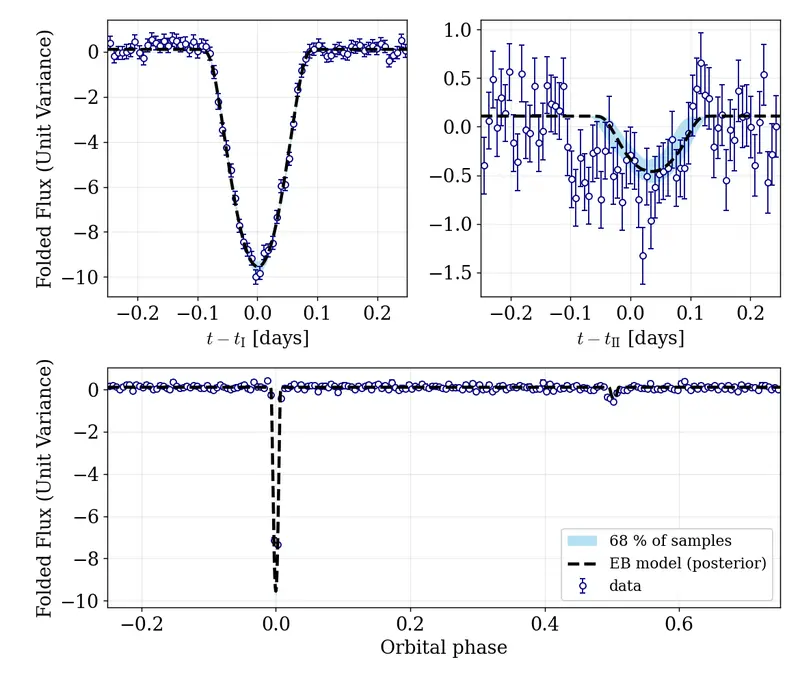 Folded Flux (Unit Variance)
0
−2
−4
−6
−8
−10
−0.2 −0.1 0.0 0.1 0.2
t − tI [days]
1.0
0.5
0.0
−0.5
−1.0
−1.5
−0.2 −0.1 0.0 0.1 0.2
t − tII [days]
Folded Flux (Unit Variance)
0
−2
−4
−6
−8
−10
68 % of samples
EB model (posterior)
data
−0.2 0.0 0.2 0.4 0.6
Orbital phase